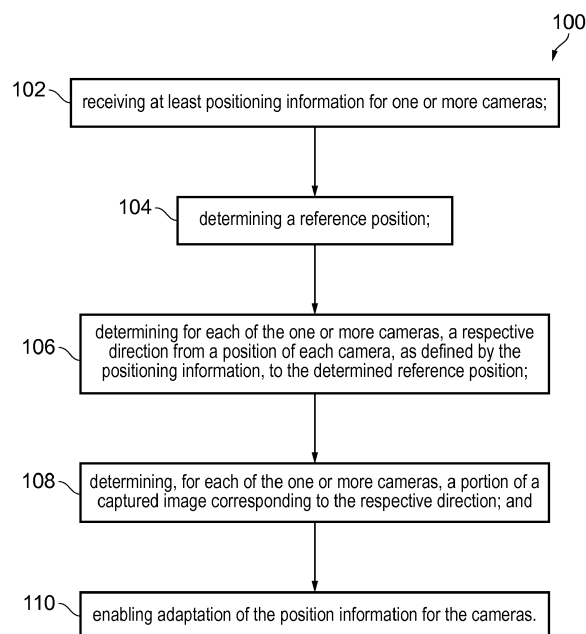 100
102
receiving at least positioning information for one or more cameras;
104
determining a reference position;
106
determining for each of the one or more cameras, a respective
direction from a position of each camera, as defined by the
positioning information, to the determined reference position;
108
determining, for each of the one or more cameras, a portion of a
captured image corresponding to the respective direction; and
110
enabling adaptation of the position information for the cameras.